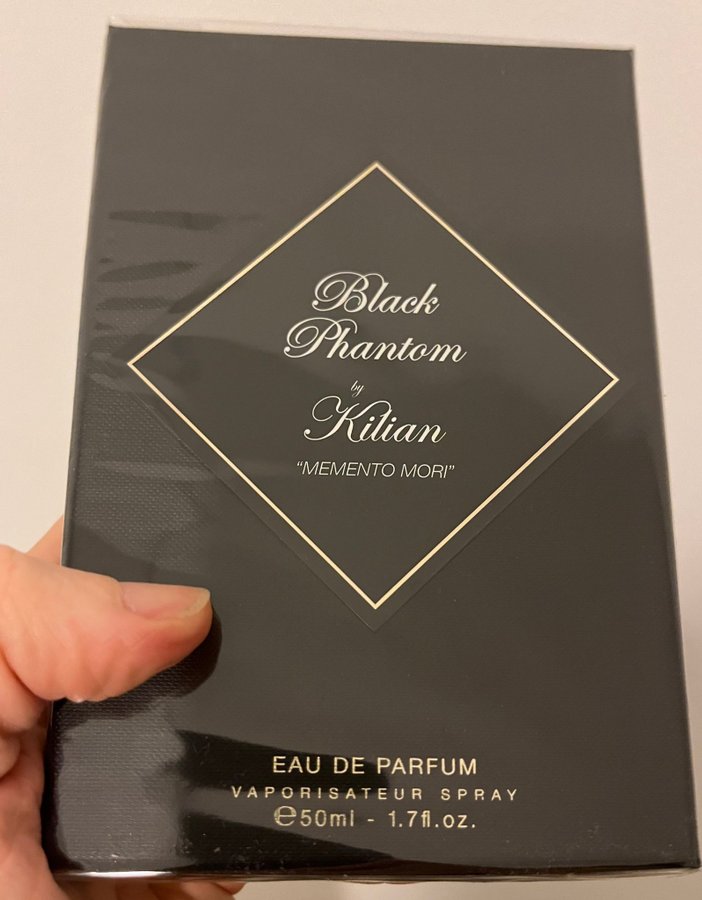 Black
Phantom
by
Kilian
“MEMENTO MORI”
EAU DE PARFUM
VAPORISATEUR SPRAY
℮50ml - 1.7fl.oz.